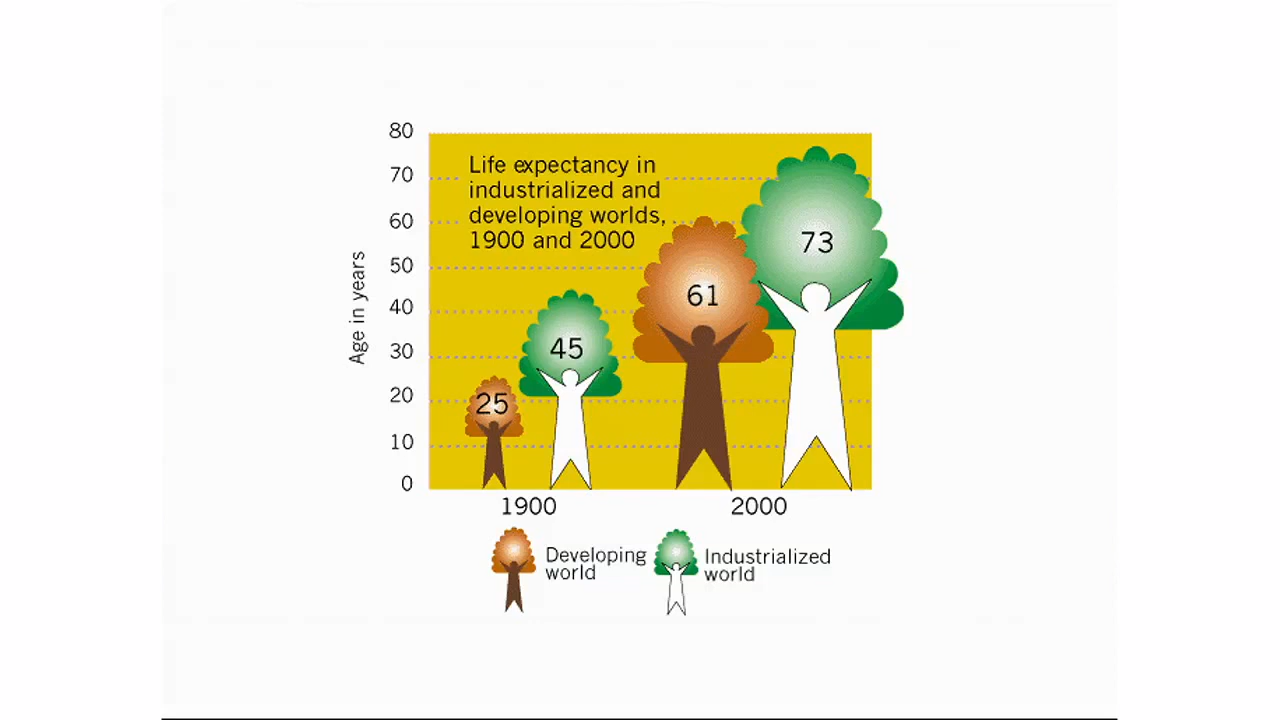 Life expectancy in
industrialized and
developing worlds,
1900 and 2000
Age in years
80
70
60
50
40
30
20
10
0
25
45
61
73
1900
2000
Developing
world
Industrialized
world